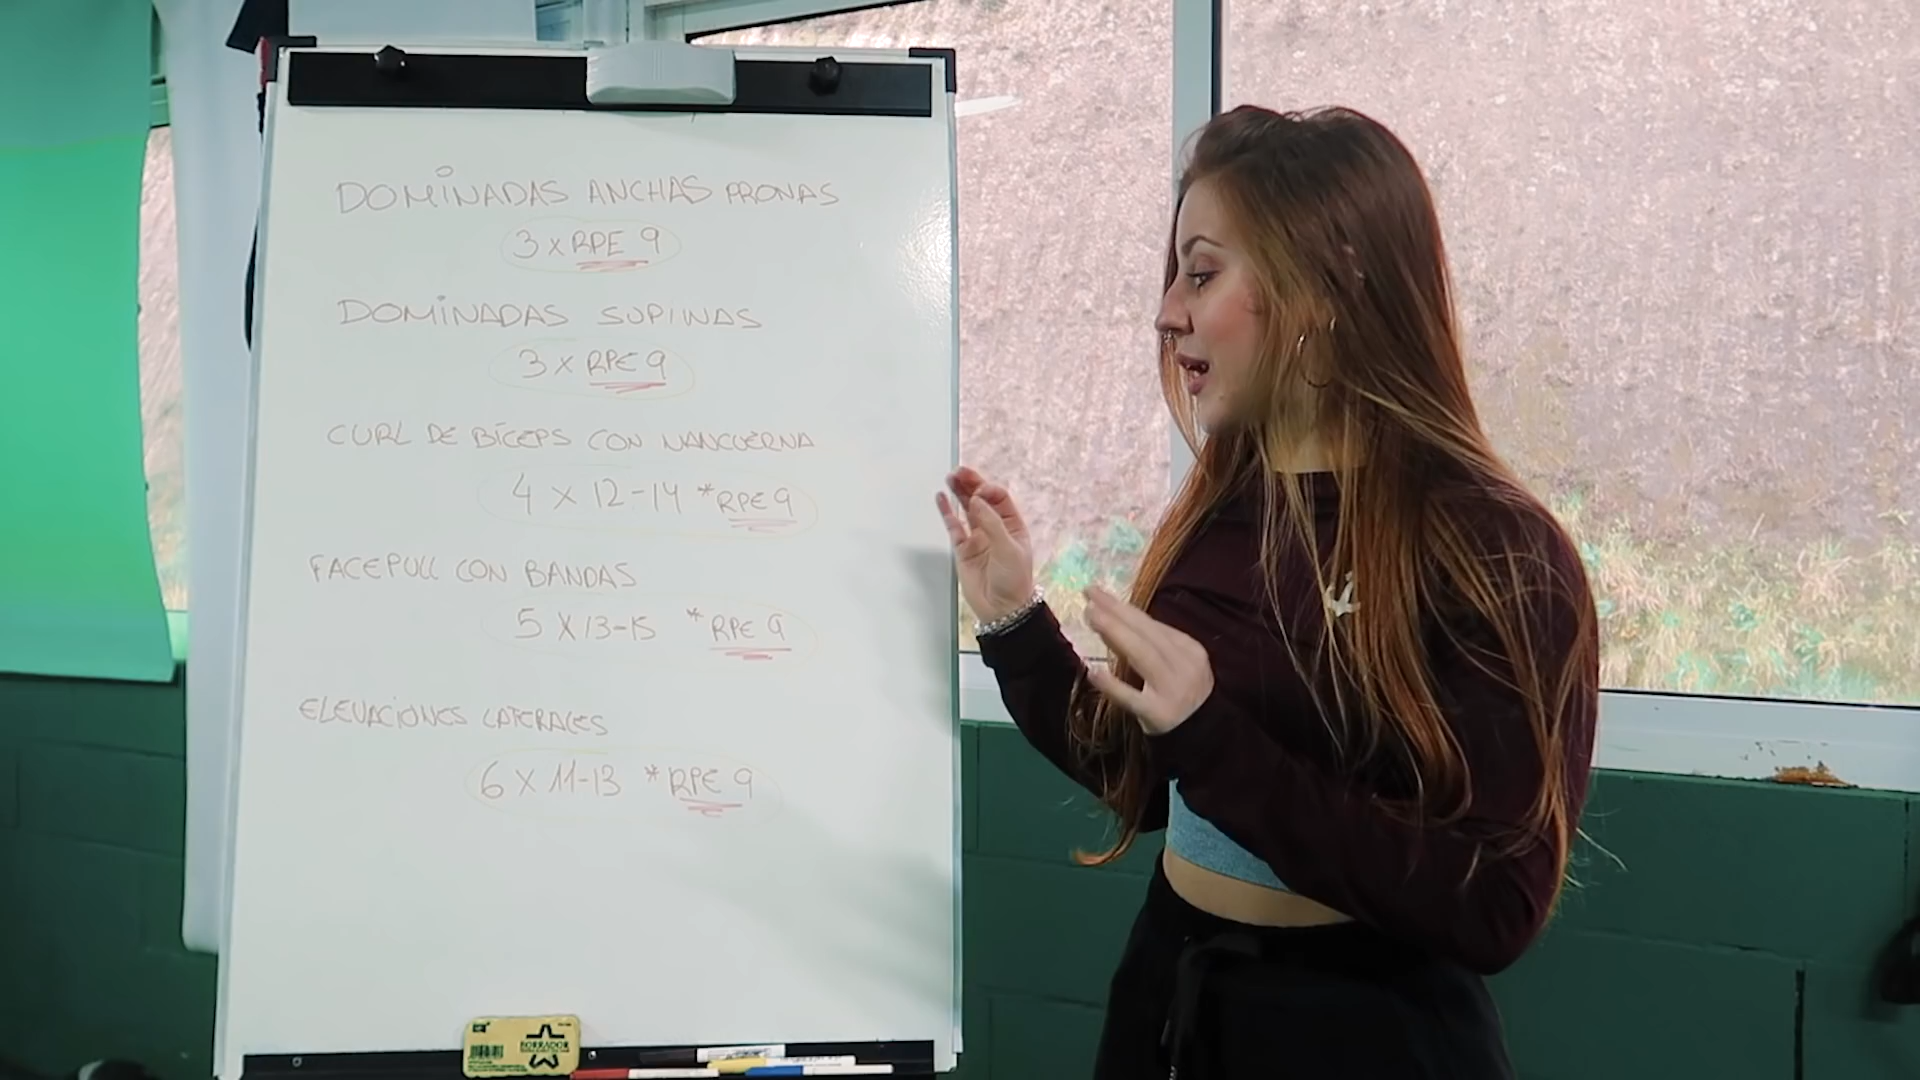 DOMINADAS ANCHAS PRONAS
3 x RPE 9
DOMINADAS SUPINAS
3 x RPE 9
CURL DE BÍCEPS CON MANCUERNA
4 x 12-14 *RPE 9
FACEPULL CON BANDAS
5 X 13-15 *RPE 9
ELEVACIONES LATERALES
6 X 11-13 *RPE 9
BORRADOR